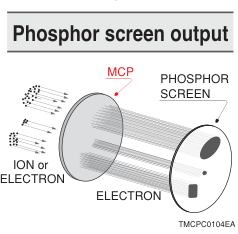 Phosphor screen output
MCP
PHOSPHOR
SCREEN
ION or
ELECTRON
ELECTRON
TMCPC0104EA